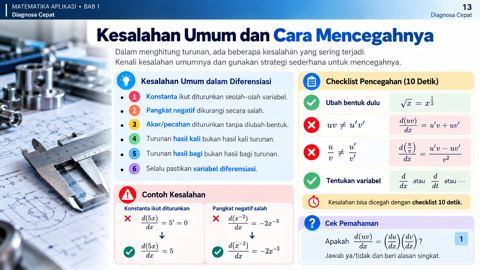 MATEMATIKA APLIKASI • BAB 1
Diagnosa Cepat
13
Diagnosa Cepat
Kesalahan Umum dan Cara Mencegahnya
Dalam menghitung turunan, ada beberapa kesalahan yang sering terjadi.
Kenali kesalahan umumnya dan gunakan strategi sederhana untuk mencegahnya.
Kesalahan Umum dalam Diferensiasi
• 1 Konstanta ikut diturunkan seolah-olah variabel.
• 2 Pangkat negatif dikurangi secara salah.
• 3 Akar/pecahan diturunkan tanpa diubah bentuk.
• 4 Turunan hasil kali bukan hasil kali turunan.
• 5 Turunan hasil bagi bukan hasil bagi turunan.
• 6 Selalu pastikan variabel diferensiasi.
Contoh Kesalahan
Konstanta ikut diturunkan
d(5x)/dx = 5' = 0
d(5x)/dx = 5
Pangkat negatif salah
d(x⁻²)/dx = −2x⁻³
d(x⁻²)/dx = −2x⁻³
Checklist Pencegahan (10 Detik)
Ubah bentuk dulu
√x = x^½
uv ≠ u'v'
d(uv)/dx = u'v + uv'
u/v ≠ u'/v'
d(u/v)/dx = u'v − uv'/v²
Tentukan variabel
d/dx atau d/dt atau ⋯
Kesalahan bisa dicegah dengan checklist 10 detik.
Cek Pemahaman
Apakah d(uv)/dx = (du/dx)(dv/dx) ?
1
Jawab ya/tidak dan beri alasan singkat.